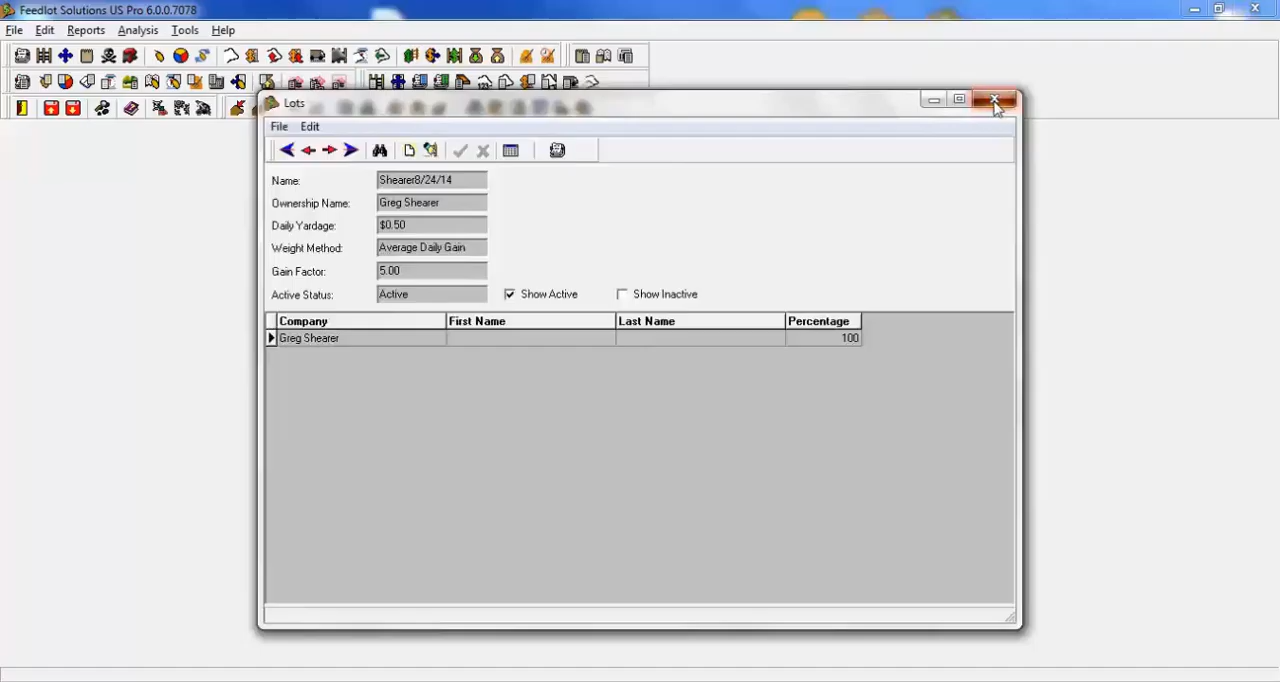 Feedlot Solutions US Pro 6.0.0.7078
File Edit Reports Analysis Tools Help
Lots
File Edit
Name: Shearer8/24/14
Ownership Name: Greg Shearer
Daily Yardage: $0.50
Weight Method: Average Daily Gain
Gain Factor: 5.00
Active Status: Active Show Active Show Inactive
Company First Name Last Name Percentage
Greg Shearer 100